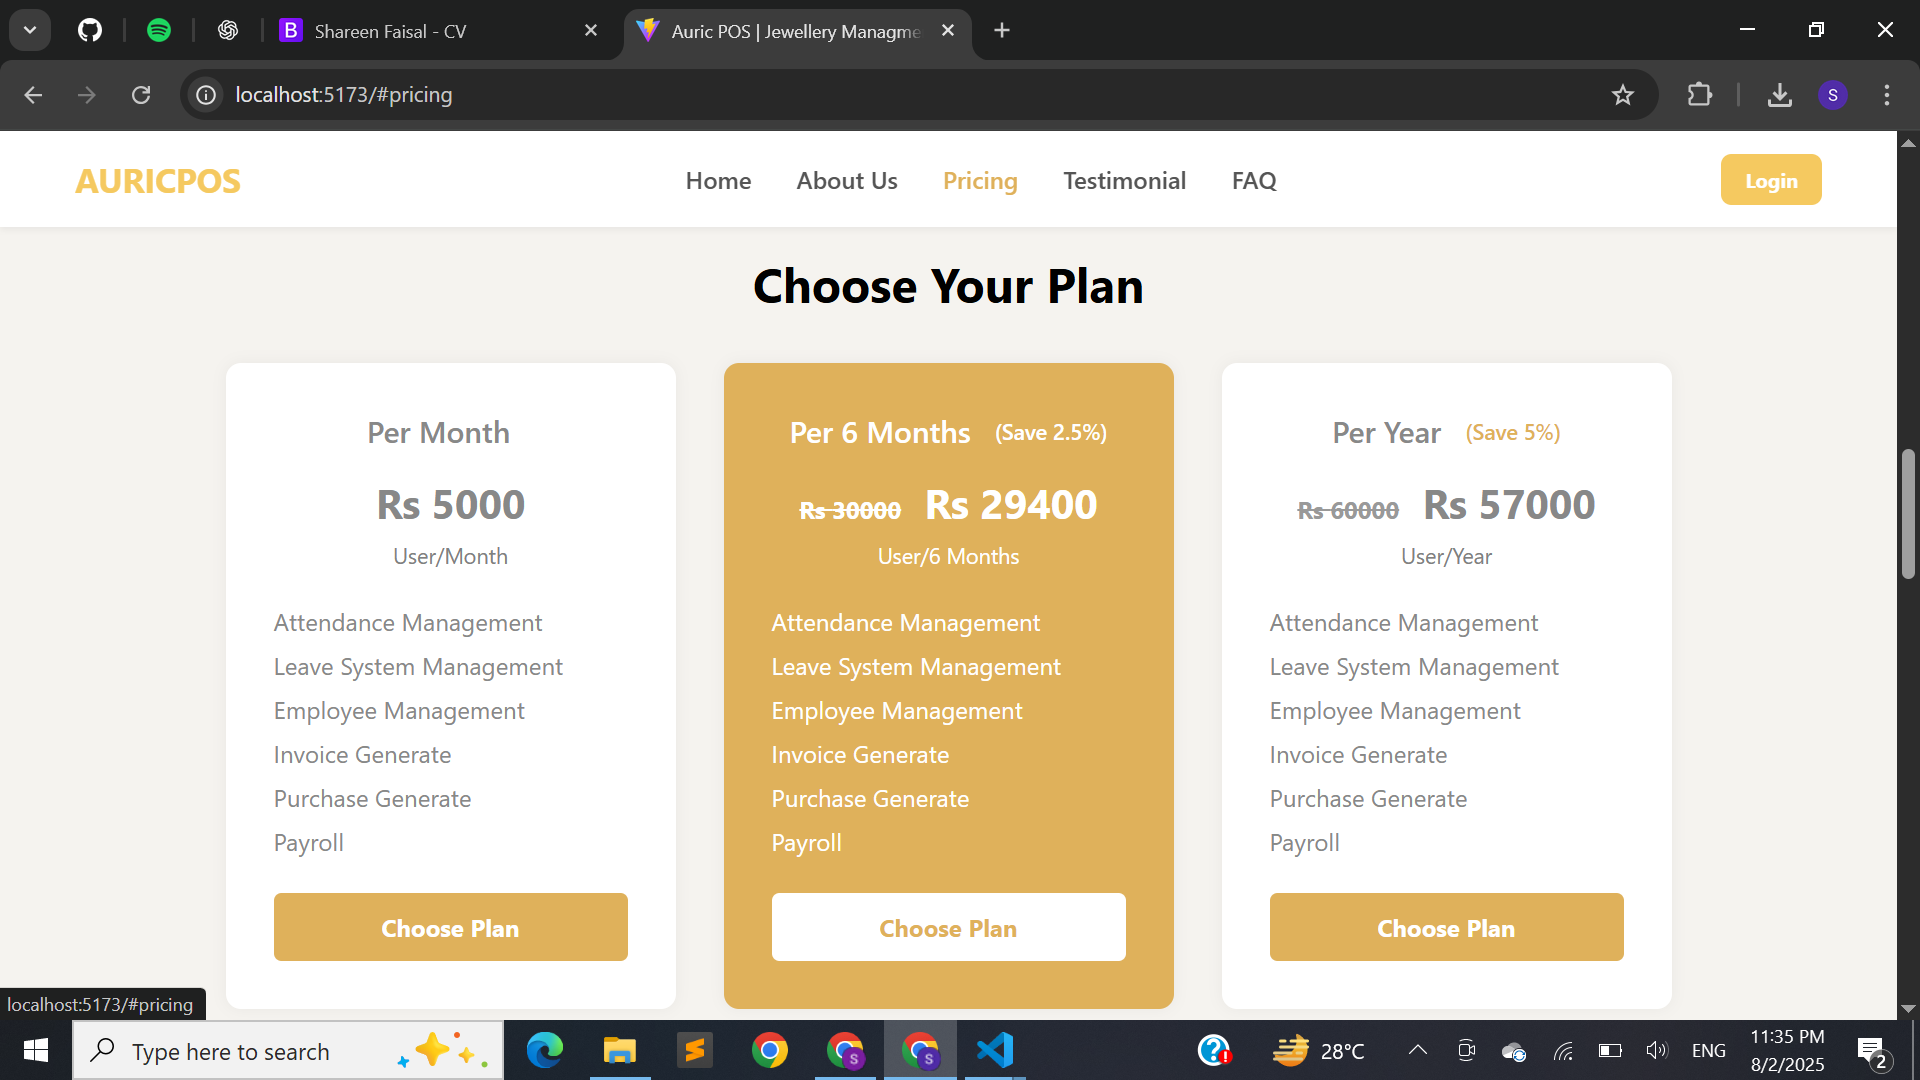 Shareen Faisal - CV
Auric POS | Jewellery Managme
localhost:5173/#pricing
S
AURICPOS
Home
About Us
Pricing
Testimonial
FAQ
Login
Choose Your Plan
Per Month
Rs 5000
User/Month
Attendance Management
Leave System Management
Employee Management
Invoice Generate
Purchase Generate
Payroll
Choose Plan
Per 6 Months (Save 2.5%)
Rs 30000 Rs 29400
User/6 Months
Attendance Management
Leave System Management
Employee Management
Invoice Generate
Purchase Generate
Payroll
Choose Plan
Per Year (Save 5%)
Rs 60000 Rs 57000
User/Year
Attendance Management
Leave System Management
Employee Management
Invoice Generate
Purchase Generate
Payroll
Choose Plan
localhost:5173/#pricing
Type here to search
28°C
ENG
11:35 PM
8/2/2025
2